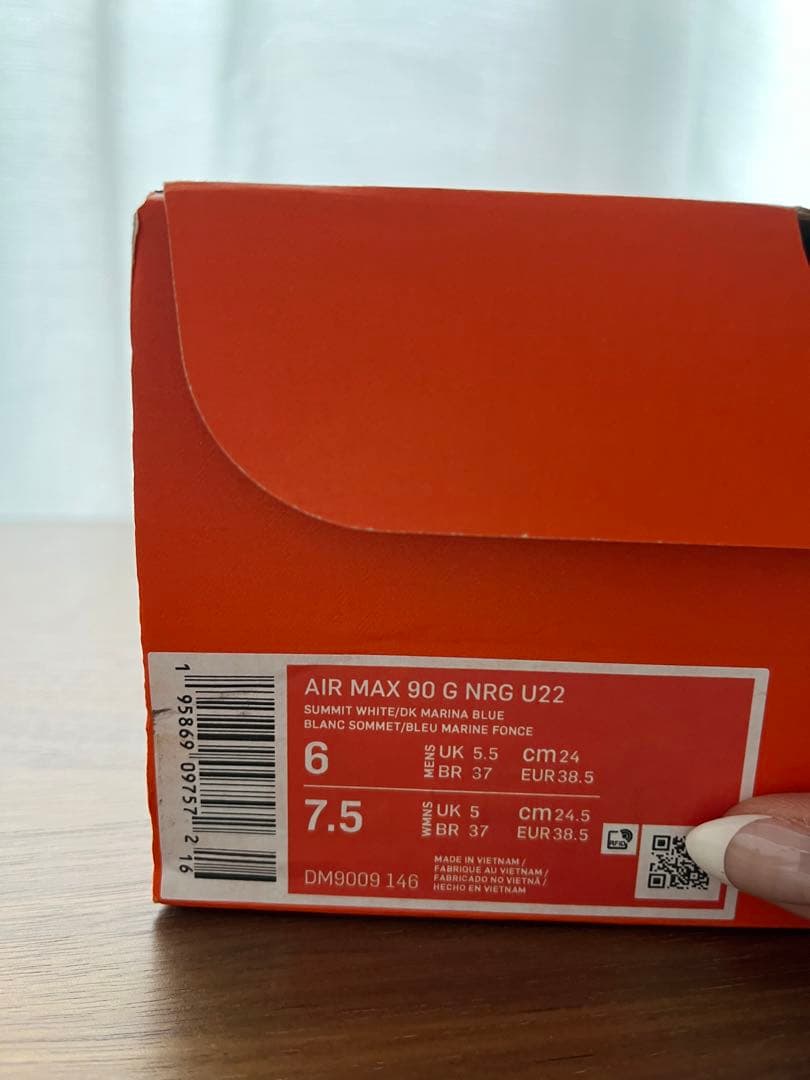 1 95869 09757 2 16
AIR MAX 90 G NRG U22
SUMMIT WHITE/DK MARINA BLUE
BLANC SOMMET/BLEU MARINE FONCE
6 MENS UK 5.5 cm 24
BR 37 EUR 38.5
7.5 WMNS UK 5 cm 24.5
BR 37 EUR 38.5
RFID
DM9009 146
MADE IN VIETNAM /
FABRIQUE AU VIETNAM /
FABRICADO NO VIETNÃ /
HECHO EN VIETNAM